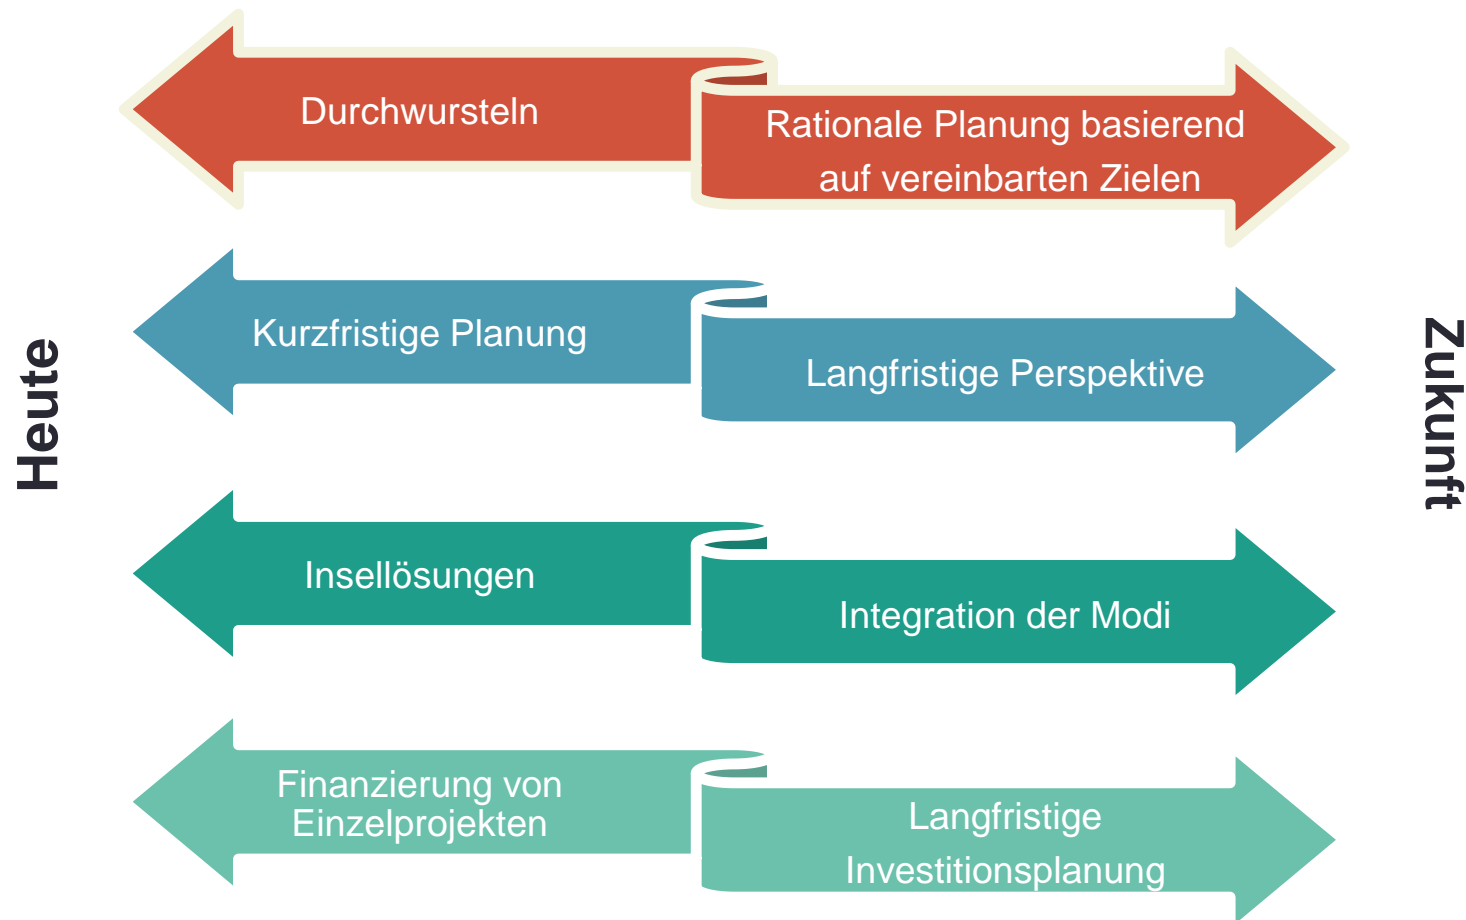 Heute
Durchwursteln
Rationale Planung basierend
auf vereinbarten Zielen
Kurzfristige Planung
Langfristige Perspektive
Insellösungen
Integration der Modi
Finanzierung von
Einzelprojekten
Langfristige
Investitionsplanung
Zukunft